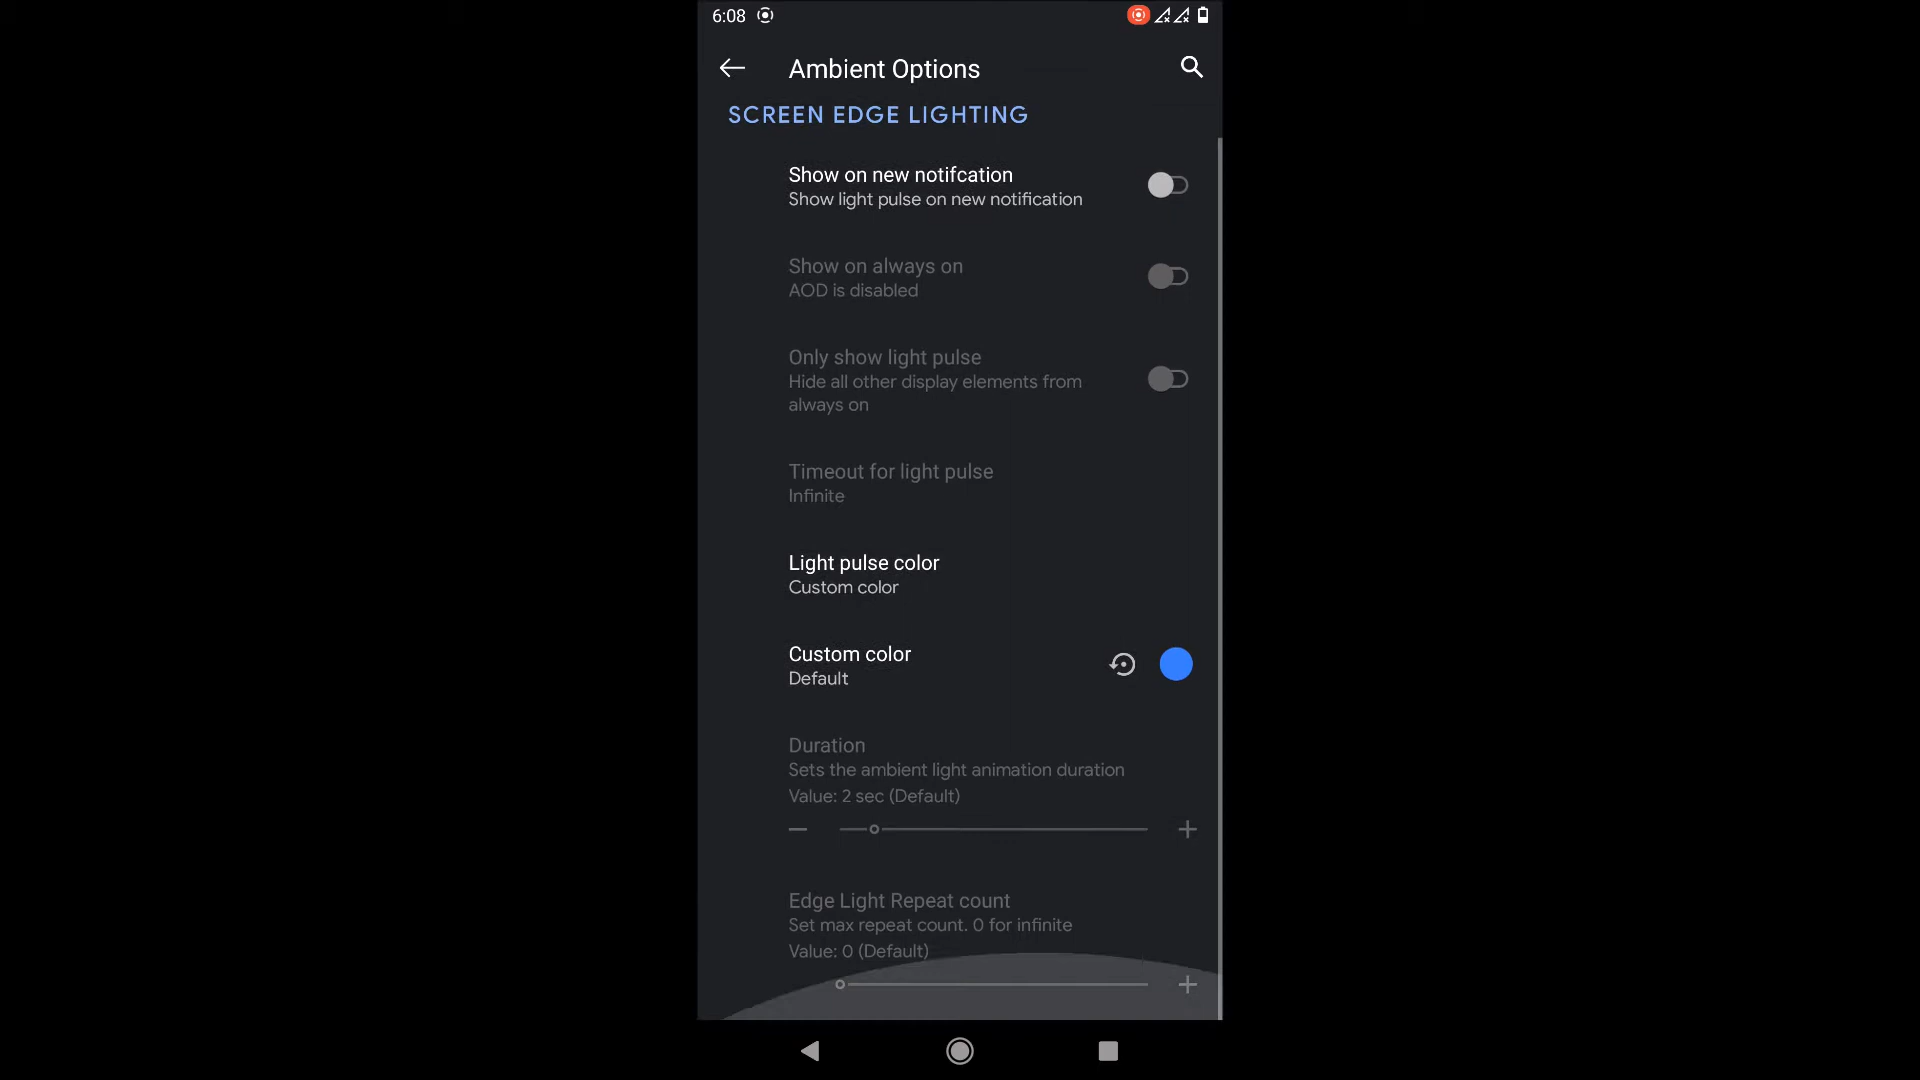 6:08
Ambient Options
SCREEN EDGE LIGHTING
Show on new notifcation
Show light pulse on new notification
Show on always on
AOD is disabled
Only show light pulse
Hide all other display elements from
always on
Timeout for light pulse
Infinite
Light pulse color
Custom color
Custom color
Default
Duration
Sets the ambient light animation duration
Value: 2 sec (Default)
Edge Light Repeat count
Set max repeat count. 0 for infinite
Value: 0 (Default)